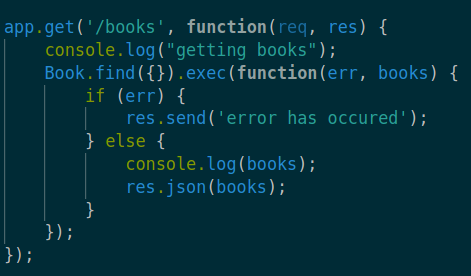 app.get('/books', function(req, res) {
    console.log("getting books");
    Book.find({}).exec(function(err, books) {
        if (err) {
            res.send('error has occured');
        } else {
            console.log(books);
            res.json(books);
        }
    });
});